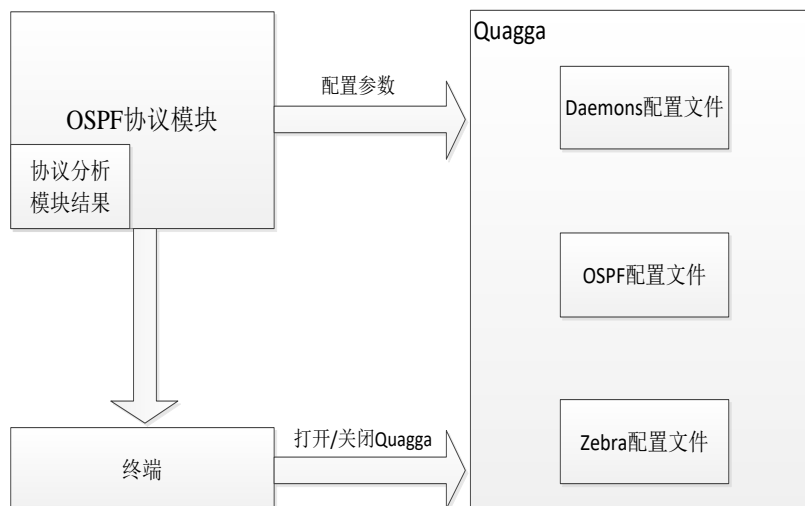 Quagga
配置参数
Daemons配置文件
OSPF协议模块
协议分析
模块结果
OSPF配置文件
打开/关闭Quagga
Zebra配置文件
终端